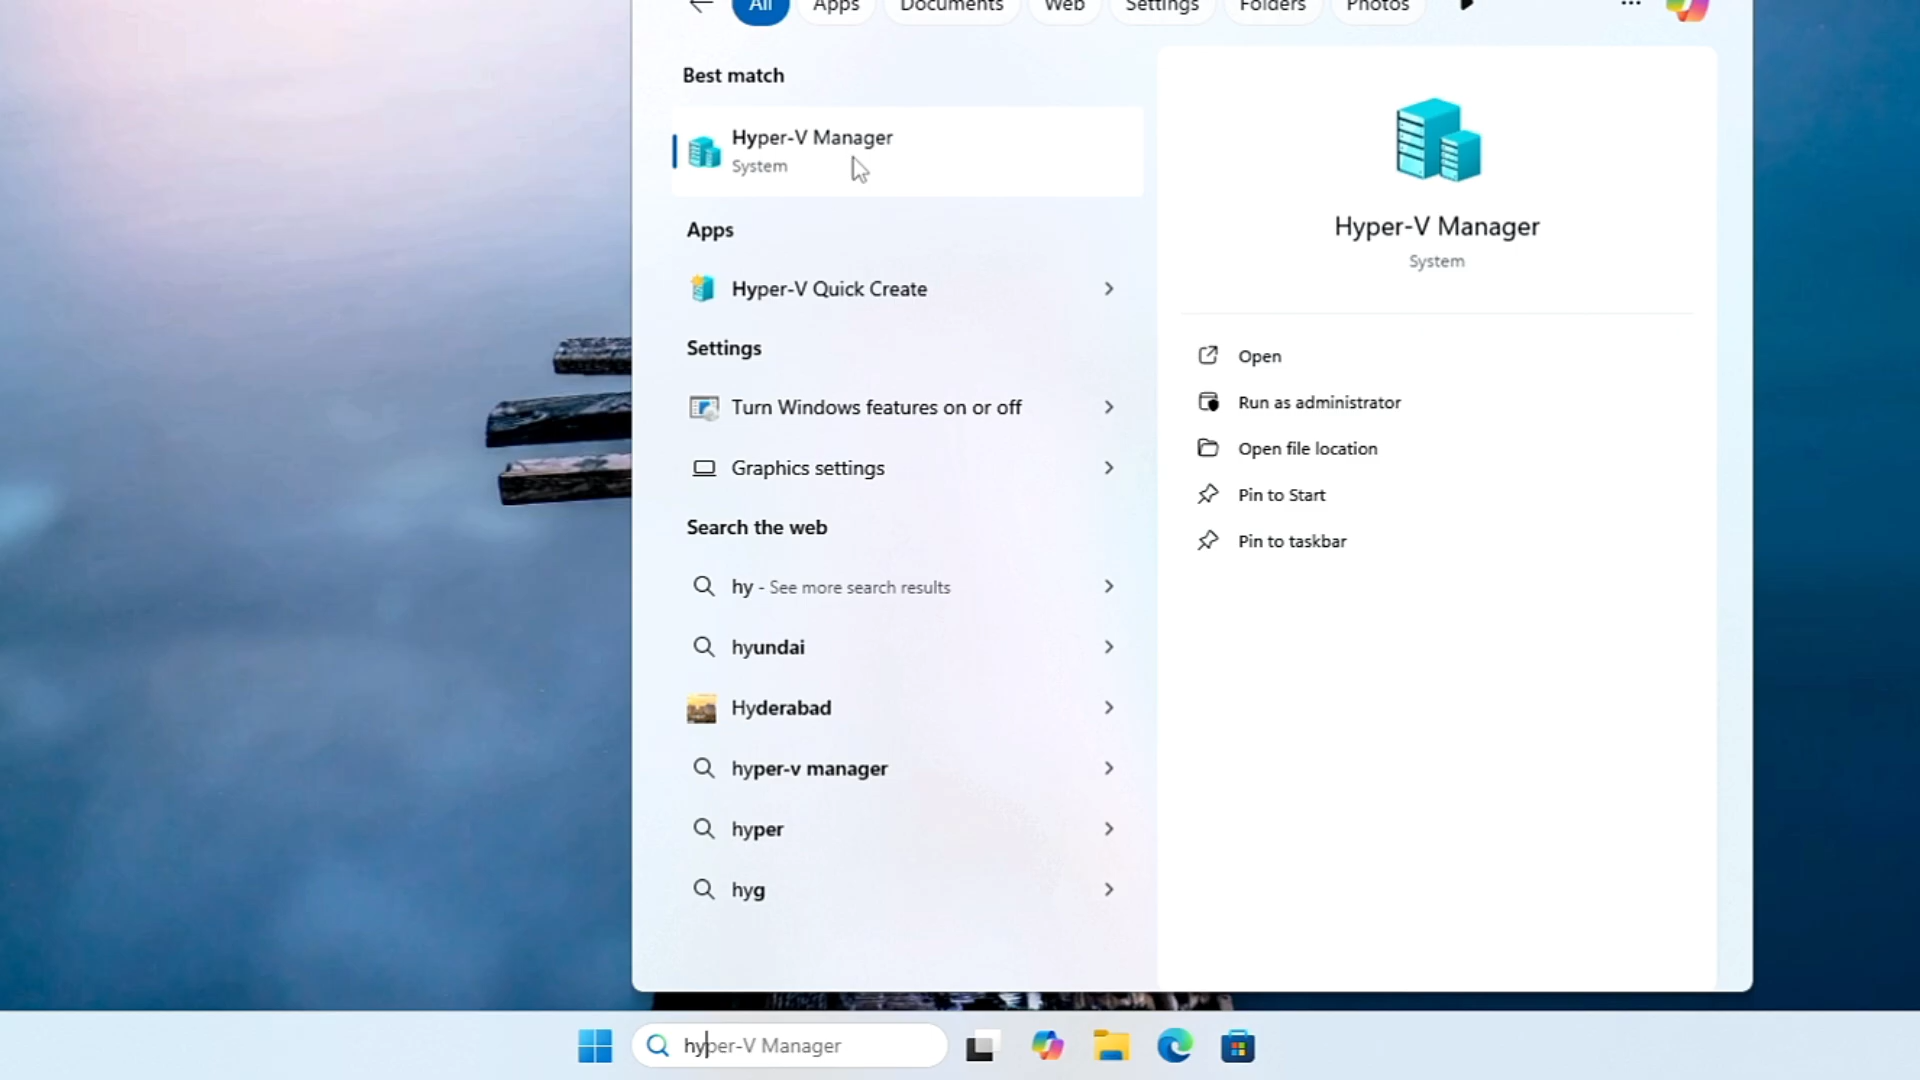 All Apps Documents Web Settings Folders Photos ...
Best match
Hyper-V Manager
System
Apps
Hyper-V Quick Create
Settings
Turn Windows features on or off
Graphics settings
Search the web
hy - See more search results
hyundai
Hyderabad
hyper-v manager
hyper
hyg
Hyper-V Manager
System
Open
Run as administrator
Open file location
Pin to Start
Pin to taskbar
hyper-V Manager